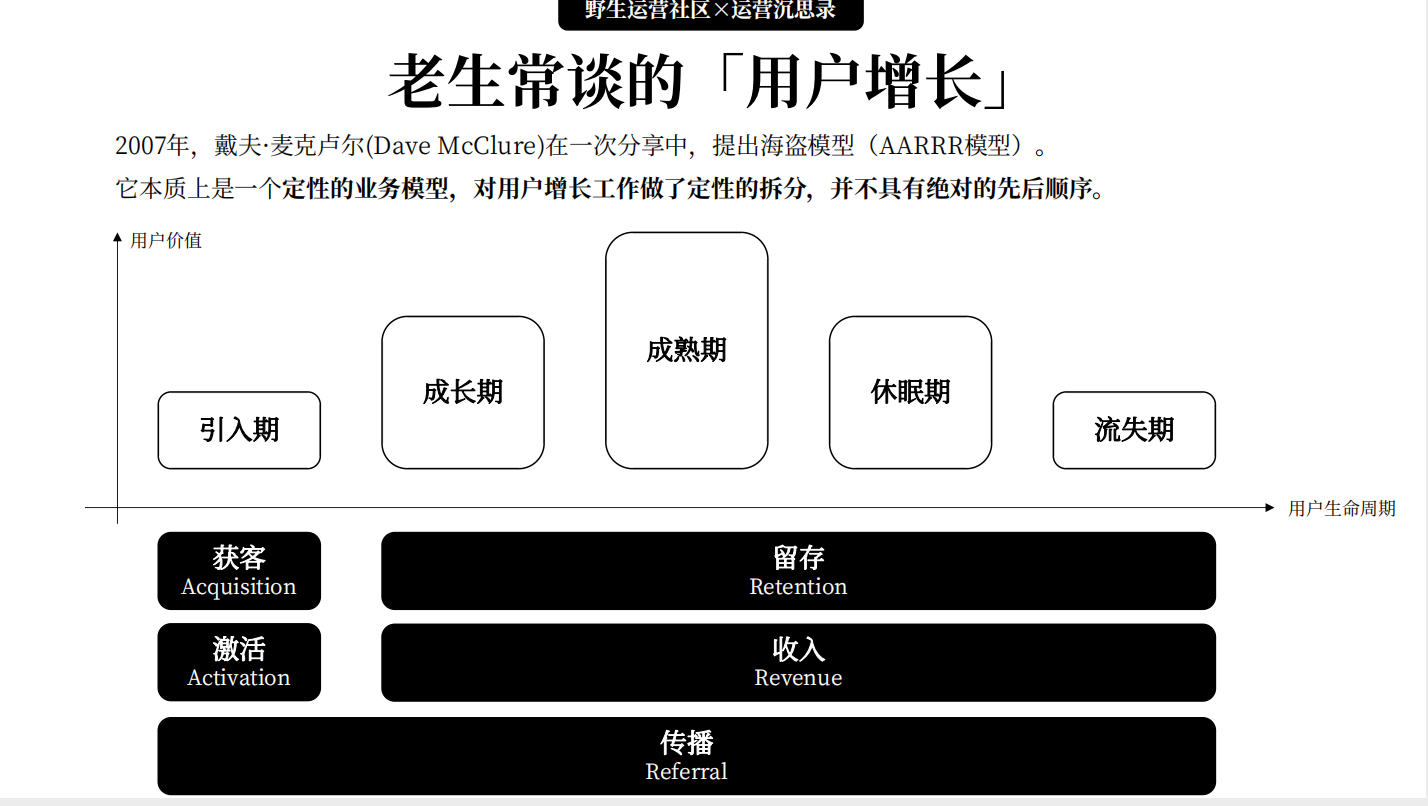 野生运营社区×运营沉思录
老生常谈的「用户增长」
2007年，戴夫·麦克卢尔(Dave McClure)在一次分享中，提出海盗模型（AARRR模型）。
它本质上是一个定性的业务模型，对用户增长工作做了定性的拆分，并不具有绝对的先后顺序。
用户价值
引入期
成长期
成熟期
休眠期
流失期
用户生命周期
获客
Acquisition
留存
Retention
激活
Activation
收入
Revenue
传播
Referral